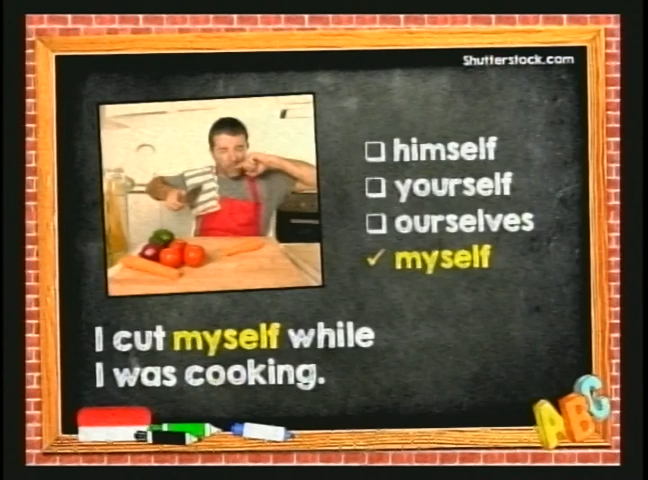 Shutterstock.com
himself
yourself
ourselves
myself
I cut myself while
I was cooking.
ABC